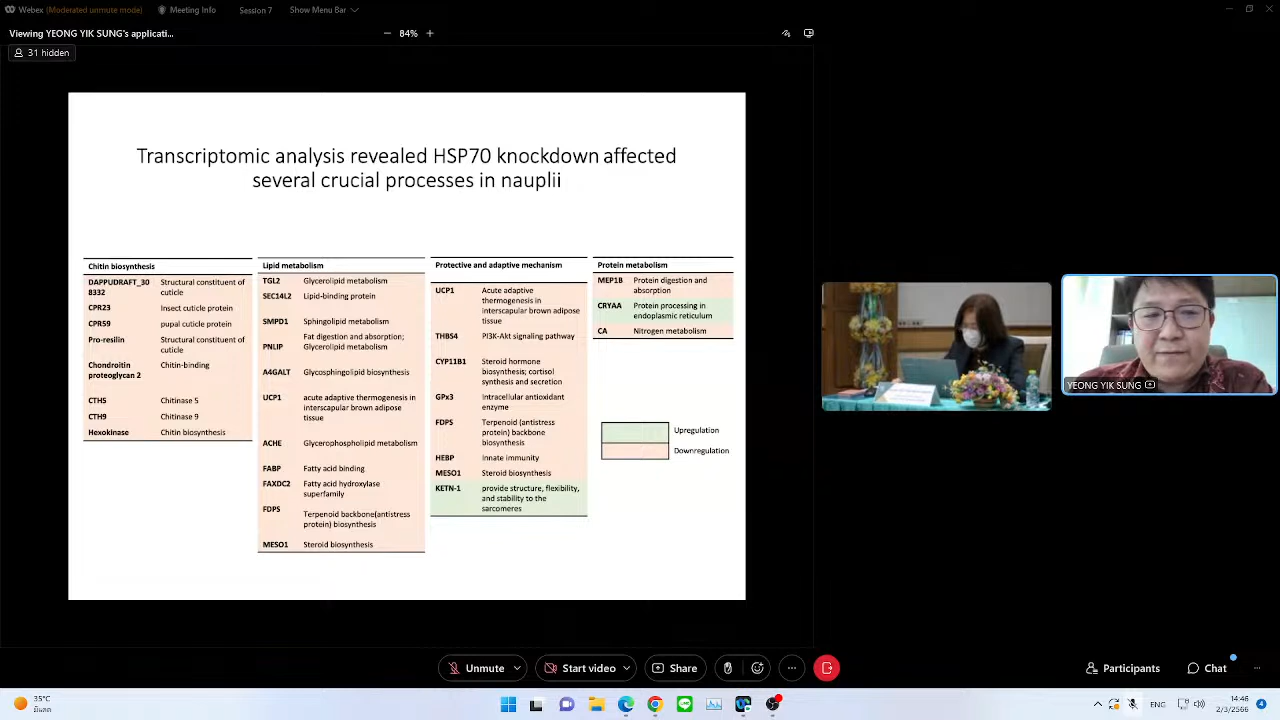 Webex (Moderated unmute mode) Meeting Info Session 7 Show Menu Bar
Viewing YEONG YIK SUNG's applicati...
84%
31 hidden
Transcriptomic analysis revealed HSP70 knockdown affected
several crucial processes in nauplii
Chitin biosynthesis
DAPPUDRAFT_30 Structural constituent of
8332 cuticle
CPR23 Insect cuticle protein
CPR59 pupal cuticle protein
Pro-resilin Structural constituent of
cuticle
Chondroitin Chitin-binding
proteoglycan 2
CTH5 Chitinase 5
CTH9 Chitinase 9
Hexokinase Chitin biosynthesis
Lipid metabolism
TGL2 Glycerolipid metabolism
SEC14L2 Lipid-binding protein
SMPD1 Sphingolipid metabolism
Fat digestion and absorption;
PNLIP Glycerolipid metabolism
A4GALT Glycosphingolipid biosynthesis
UCP1 acute adaptive thermogenesis in
interscapular brown adipose
tissue
ACHE Glycerophospholipid metabolism
FABP Fatty acid binding
FAXDC2 Fatty acid hydroxylase
superfamily
FDPS
Terpenoid backbone(antistress
protein) biosynthesis
MESO1 Steroid biosynthesis
Protective and adaptive mechanism
UCP1 Acute adaptive
thermogenesis in
interscapular brown adipose
tissue
THBS4 PI3K-Akt signaling pathway
CYP11B1 Steroid hormone
biosynthesis; cortisol
synthesis and secretion
GPx3 Intracellular antioxidant
enzyme
FDPS Terpenoid (antistress
protein) backbone
biosynthesis
HEBP Innate immunity
MESO1 Steroid biosynthesis
KETN-1 provide structure, flexibility,
and stability to the
sarcomeres
Protein metabolism
MEP1B Protein digestion and
absorption
CRYAA Protein processing in
endoplasmic reticulum
CA Nitrogen metabolism
Upregulation
Downregulation
YEONG YIK SUNG
Unmute Start video Share Participants Chat
35°C
ENG 14:46
2/3/2566
4